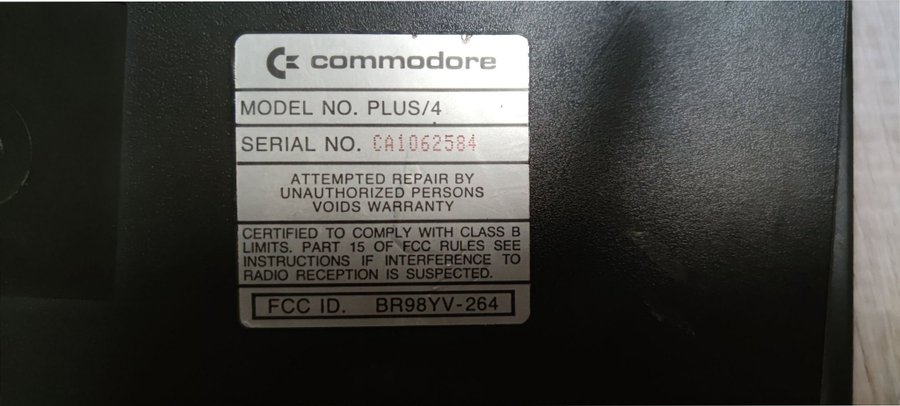 commodore
MODEL NO. PLUS/4
SERIAL NO. CA1062584
ATTEMPTED REPAIR BY
UNAUTHORIZED PERSONS
VOIDS WARRANTY
CERTIFIED TO COMPLY WITH CLASS B
LIMITS. PART 15 OF FCC RULES SEE
INSTRUCTIONS IF INTERFERENCE TO
RADIO RECEPTION IS SUSPECTED.
FCC ID. BR98YV-264